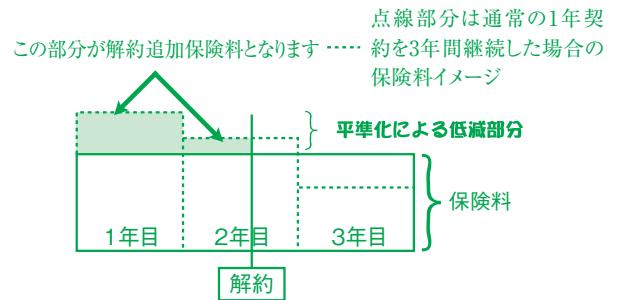 この部分が解約追加保険料となります
点線部分は通常の1年契
約を3年間継続した場合の
保険料イメージ
平準化による低減部分
保険料
1年目
2年目
3年目
解約